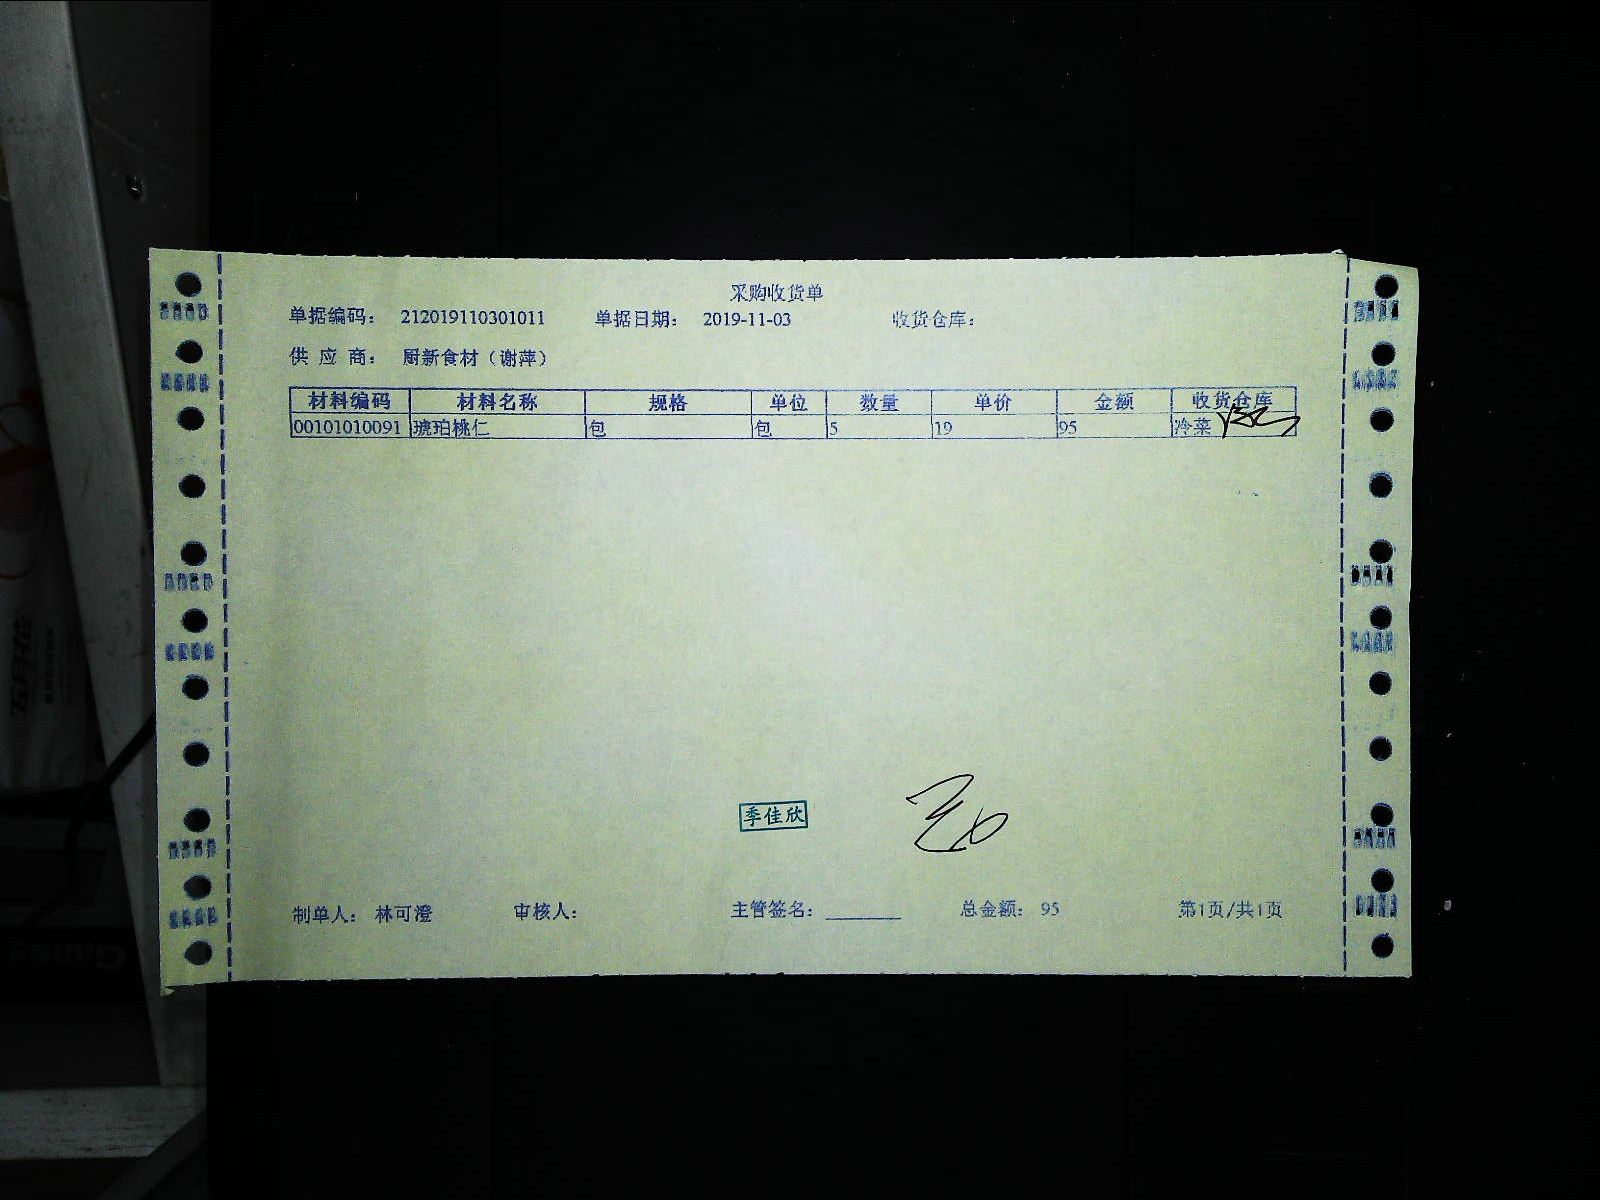 采购收货单
单据编码： 212019110301011 单据日期： 2019-11-03 收货仓库：
供应商： 厨新食材（谢萍）
材料编码 材料名称 规格 单位 数量 单价 金额 收货仓库
00101010091 琥珀桃仁 包 包 5 19 95 冷菜
季佳欣
制单人： 林可澄 审核人： 主管签名： ________ 总金额： 95 第1页/共1页